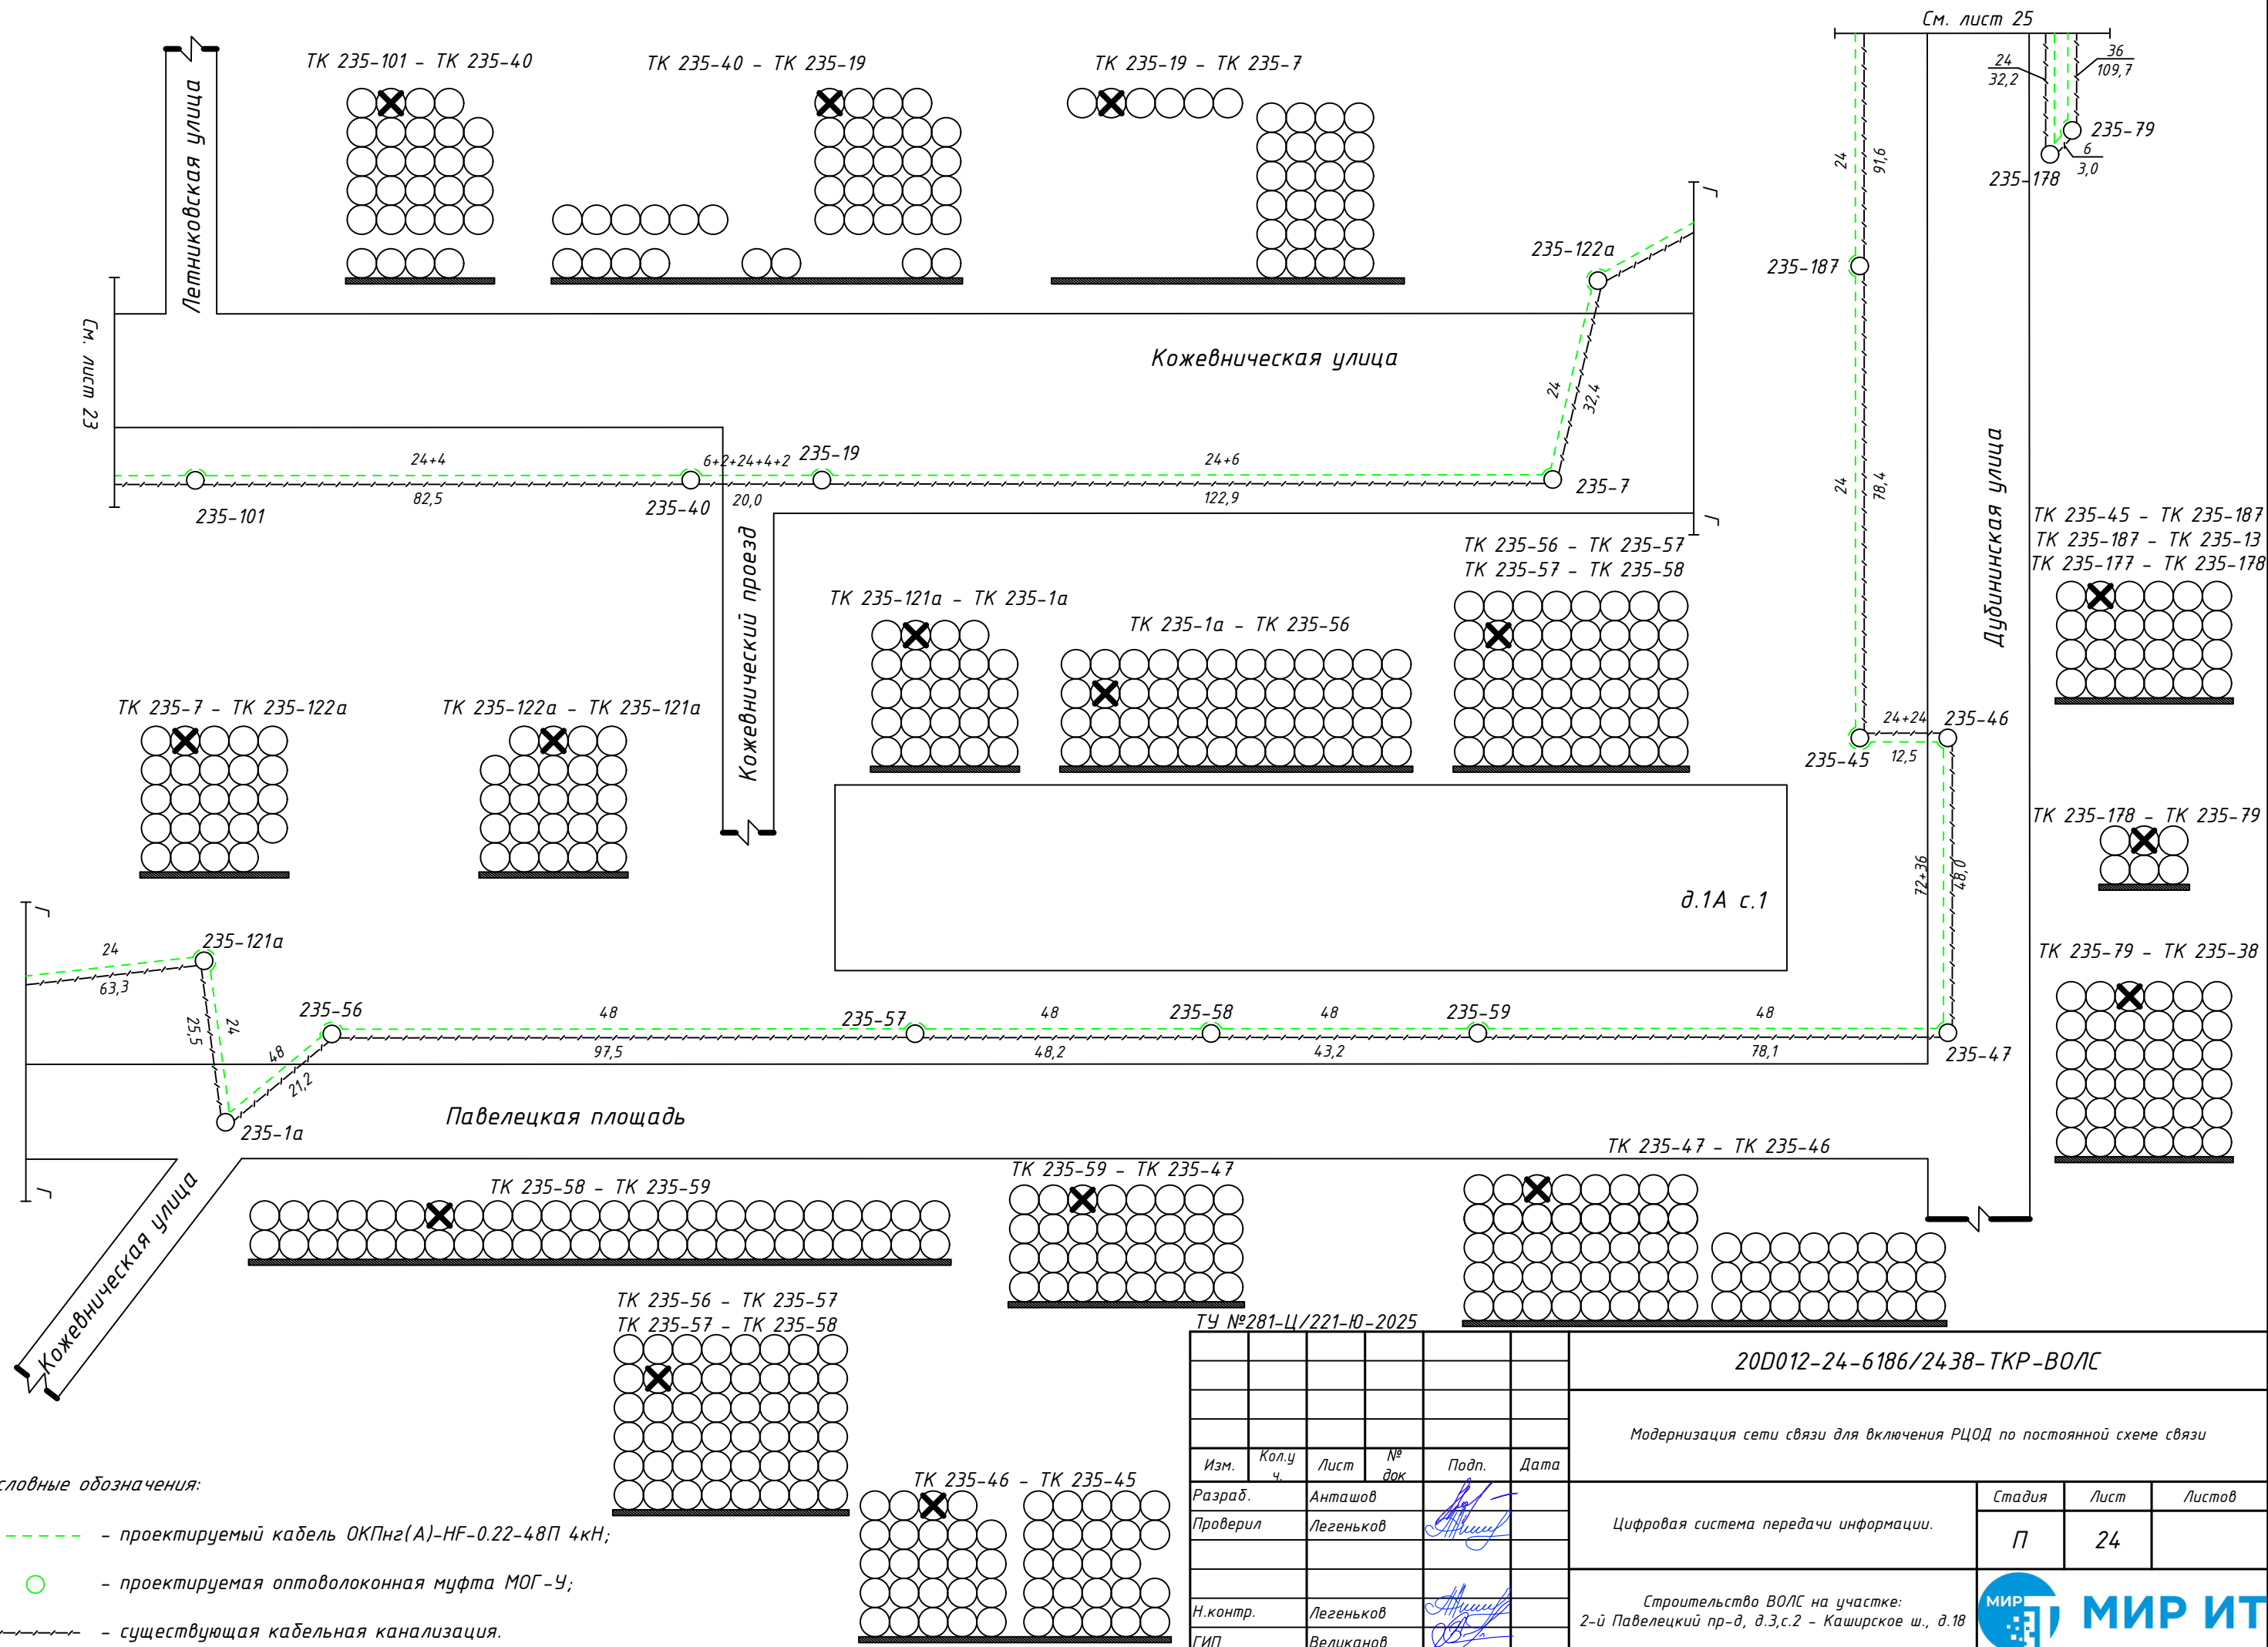 См. лист 25
ТК 235-101 - ТК 235-40
ТК 235-40 - ТК 235-19
ТК 235-19 - ТК 235-7
24
32,2
36
109,7
235-79
6
3,0
235-178
Летниковская улица
24
91,6
235-122а
235-187
См. лист 23
Кожевническая улица
24
32,4
24+4
82,5
6+2+24+4+2
20,0
235-19
24+6
122,9
235-7
235-101
235-40
24
78,4
Дубининская улица
ТК 235-45 - ТК 235-187
ТК 235-187 - ТК 235-13
ТК 235-177 - ТК 235-178
Кожевнический проезд
ТК 235-56 - ТК 235-57
ТК 235-57 - ТК 235-58
ТК 235-121а - ТК 235-1а
ТК 235-1а - ТК 235-56
ТК 235-7 - ТК 235-122а
ТК 235-122а - ТК 235-121а
24+24
12,5
235-46
235-45
ТК 235-178 - ТК 235-79
72+36
48,0
д.1А с.1
24
63,3
235-121а
25,5
24
235-56
48
21,2
48
97,5
235-57
48
48,2
235-58
48
43,2
235-59
48
78,1
235-47
ТК 235-79 - ТК 235-38
235-1а
Павелецкая площадь
Кожевническая улица
ТК 235-58 - ТК 235-59
ТК 235-59 - ТК 235-47
ТК 235-47 - ТК 235-46
ТК 235-56 - ТК 235-57
ТК 235-57 - ТК 235-58
ТК 235-46 - ТК 235-45
словные обозначения:
- проектируемый кабель ОКПнг(А)-HF-0.22-48П 4кН;
- проектируемая оптоволоконная муфта МОГ-У;
- существующая кабельная канализация.
ТУ №281-Ц/221-Ю-2025
20D012-24-6186/2438-ТКР-ВОЛС
Модернизация сети связи для включения РЦОД по постоянной схеме связи
Изм.
Кол.у
ч.
Лист
№
док
Подп.
Дата
Разраб.
Анташов
Проверил
Легеньков
Н.контр.
Легеньков
ГИП
Великанов
Цифровая система передачи информации.
Стадия
Лист
Листов
П
24
Строительство ВОЛС на участке:
2-й Павелецкий пр-д, д.3,с.2 - Каширское ш., д.18
МИР
МИР ИТ